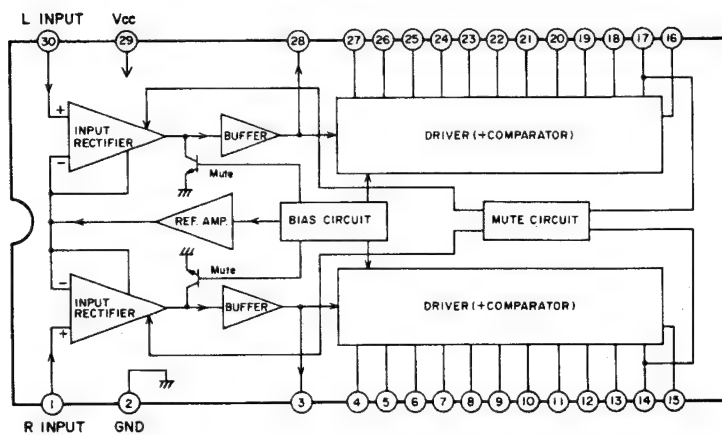 L INPUT Vcc
30 29 28 27 26 25 24 23 22 21 20 19 18 17 16
+
INPUT
RECTIFIER
−
BUFFER
DRIVER (+COMPARATOR)
Mute
REF. AMP.
BIAS CIRCUIT
MUTE CIRCUIT
Mute
−
INPUT
RECTIFIER
+
BUFFER
DRIVER (+COMPARATOR)
1 2 3 4 5 6 7 8 9 10 11 12 13 14 15
R INPUT GND